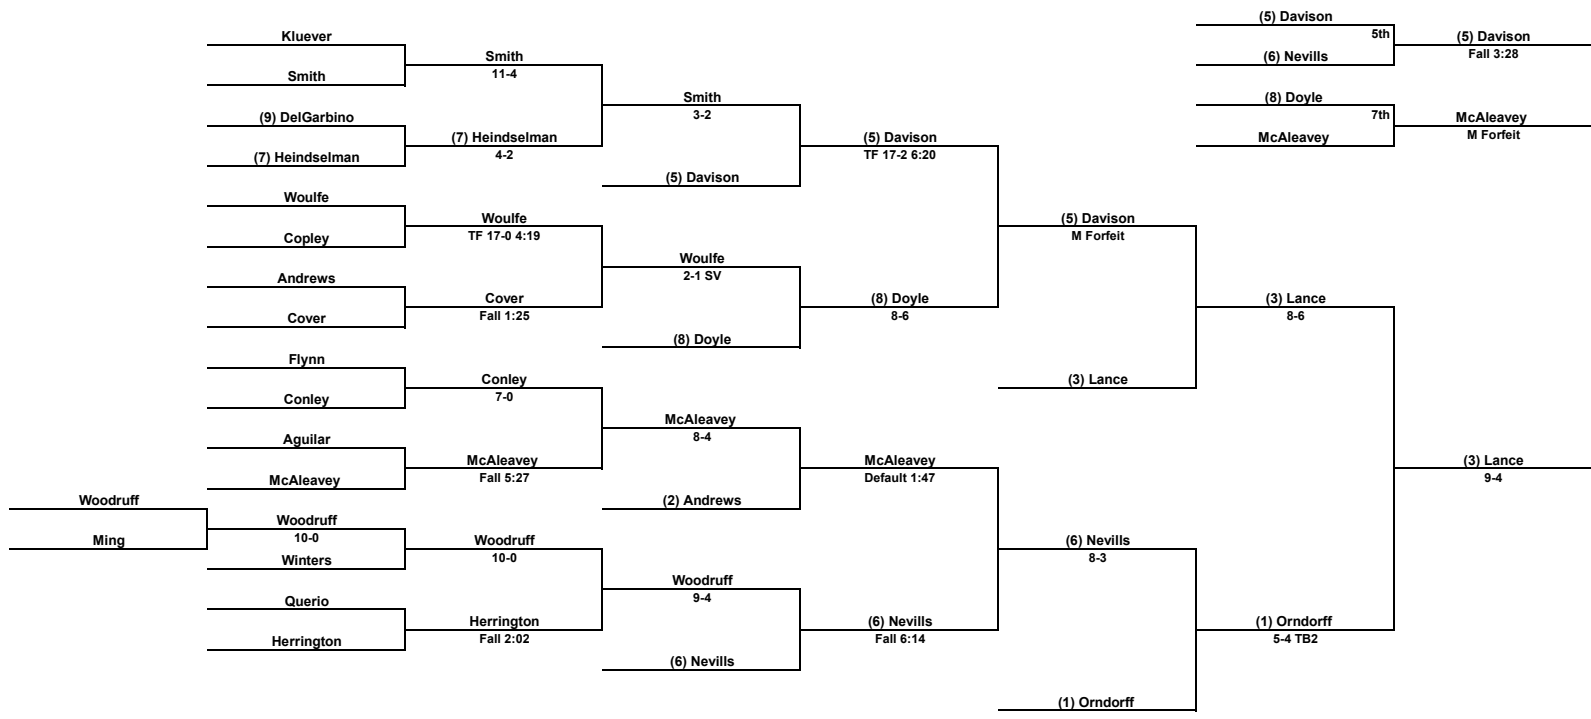 (5) Davison
5th
(5) Davison
Fall 3:28
(6) Nevills
(8) Doyle
7th
McAleavey
M Forfeit
McAleavey
Kluever
Smith
Smith
11-4
(9) DelGarbino
(7) Heindselman
(7) Heindselman
4-2
Smith
3-2
(5) Davison
(5) Davison
TF 17-2 6:20
Woulfe
Copley
Woulfe
TF 17-0 4:19
Andrews
Cover
Cover
Fall 1:25
Woulfe
2-1 SV
(8) Doyle
(8) Doyle
8-6
(5) Davison
M Forfeit
(3) Lance
(3) Lance
8-6
Flynn
Conley
Conley
7-0
Aguilar
McAleavey
McAleavey
Fall 5:27
McAleavey
8-4
(2) Andrews
McAleavey
Default 1:47
Woodruff
Ming
Woodruff
10-0
Winters
Woodruff
10-0
Querio
Herrington
Herrington
Fall 2:02
Woodruff
9-4
(6) Nevills
(6) Nevills
Fall 6:14
(6) Nevills
8-3
(1) Orndorff
(1) Orndorff
5-4 TB2
(3) Lance
9-4